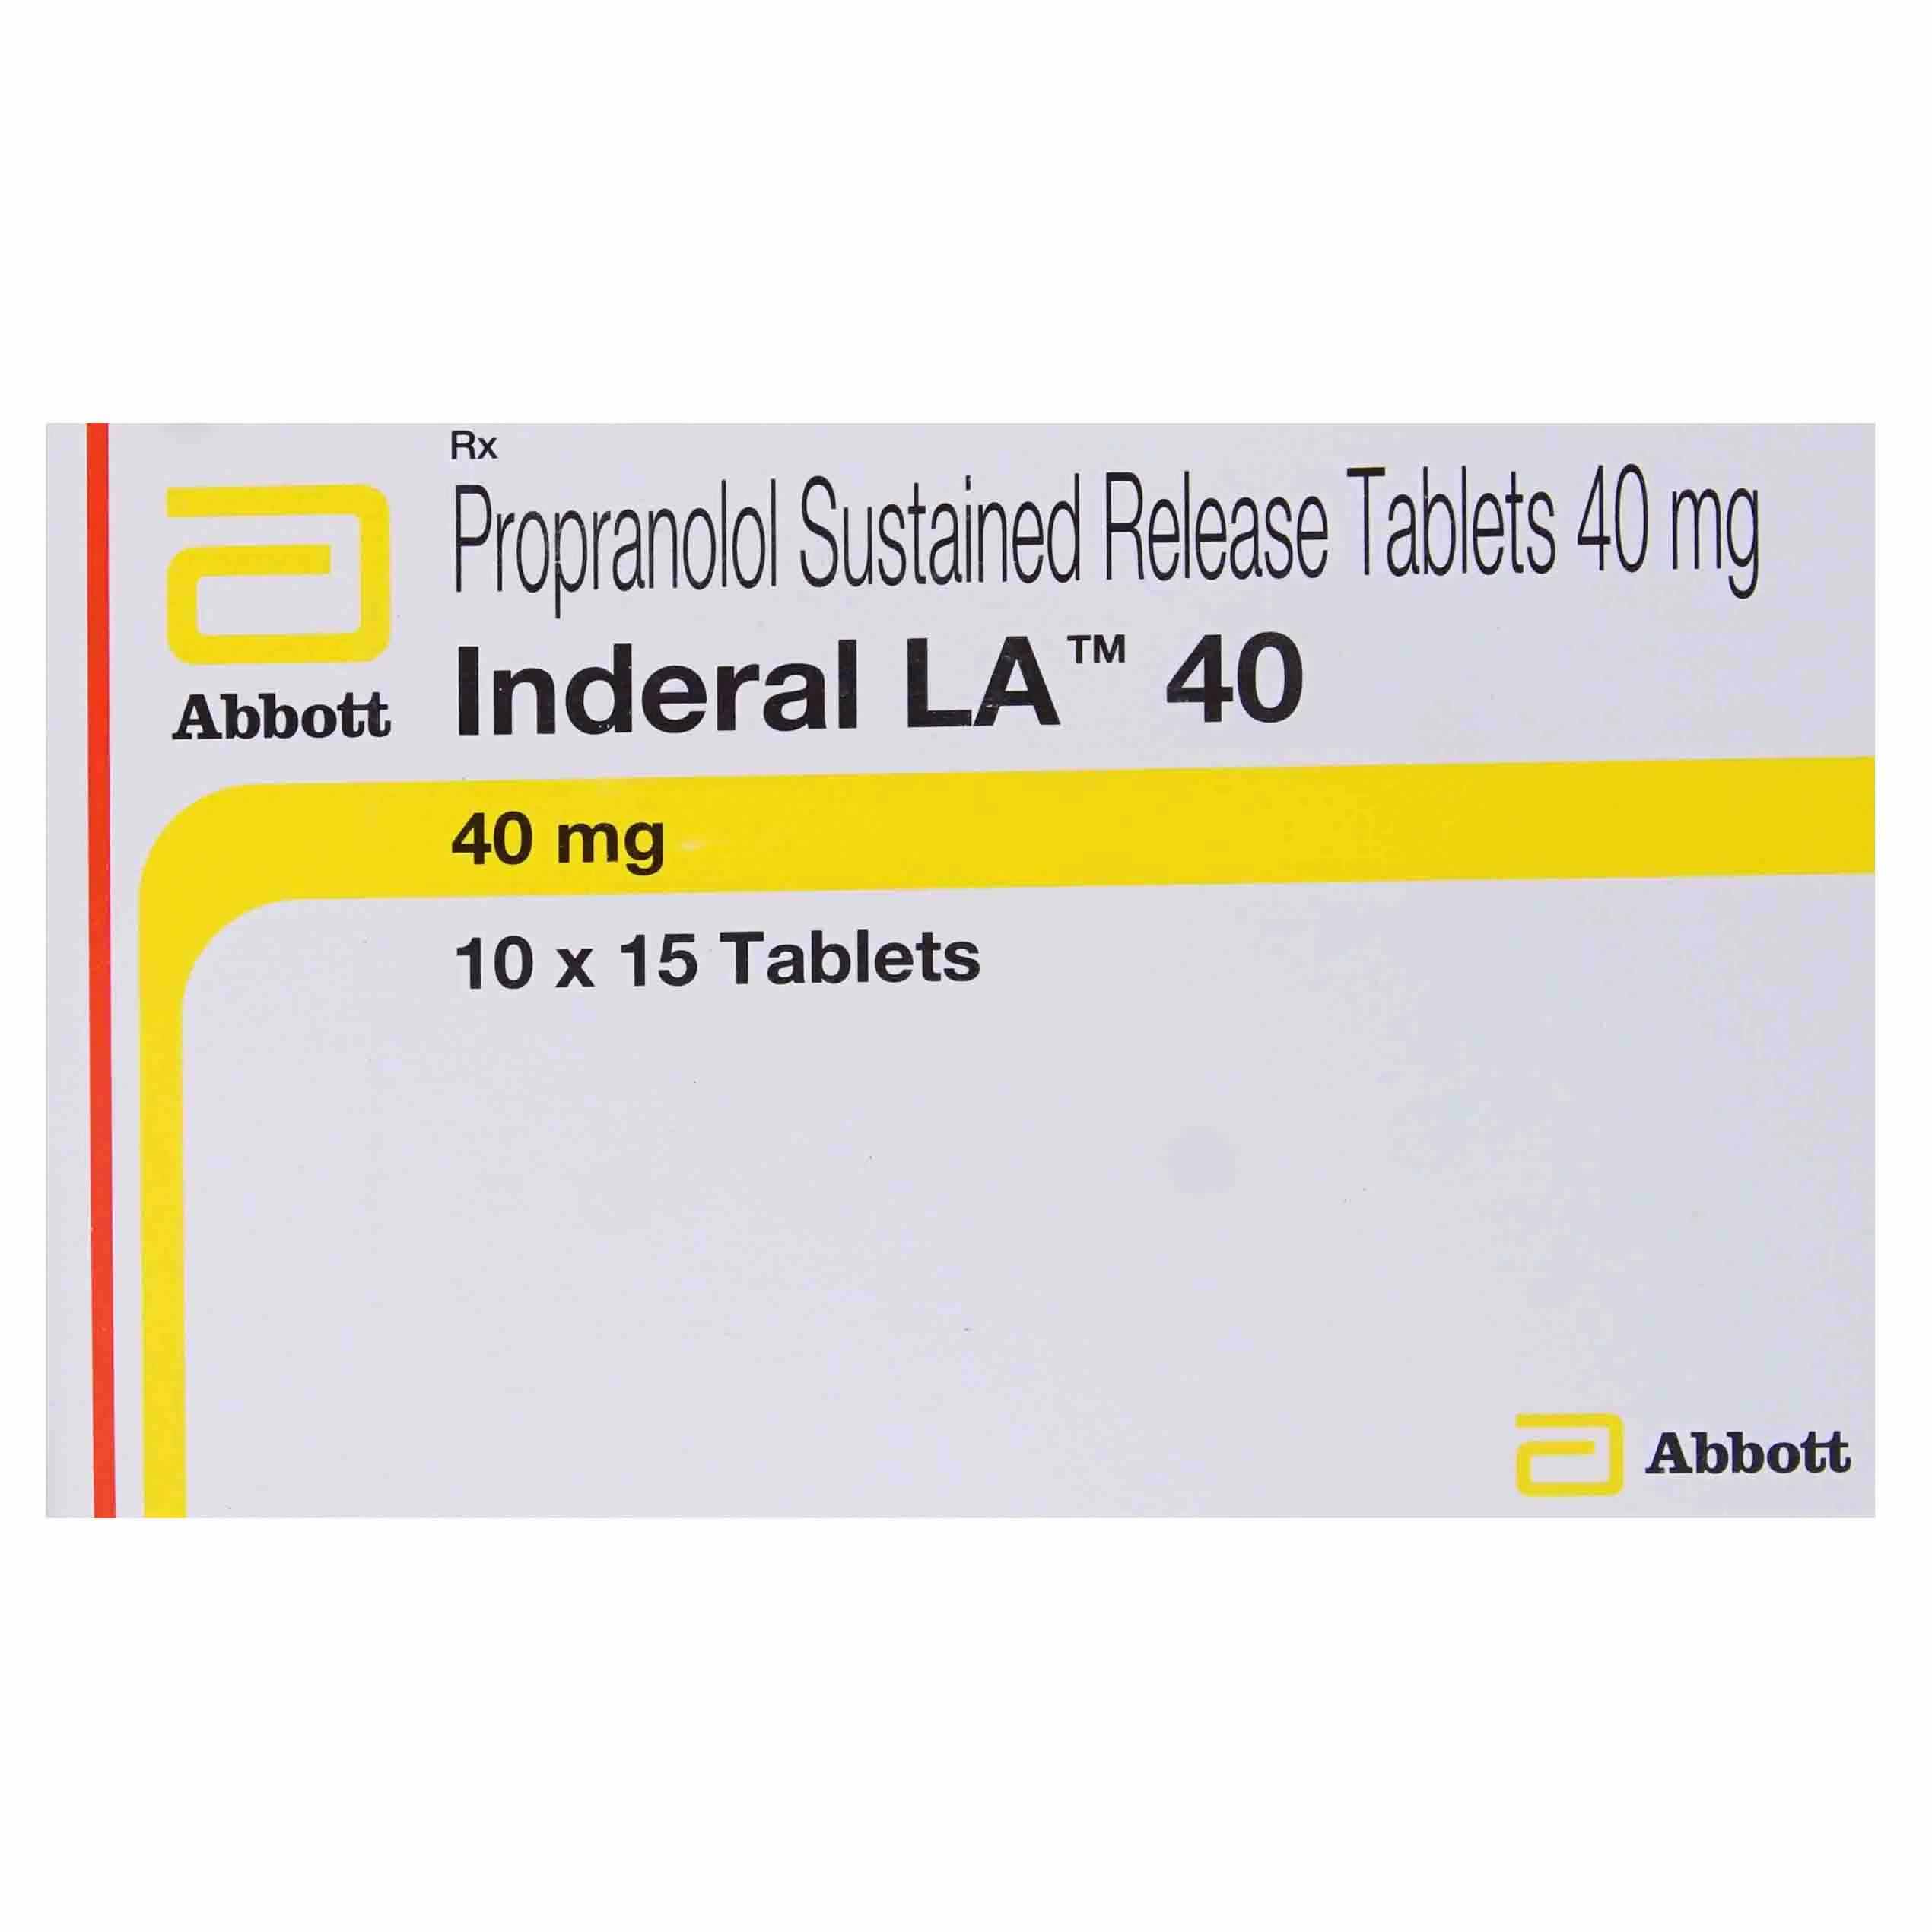 Rx
Propranolol Sustained Release Tablets 40 mg
Inderal LA™ 40
Abbott
40 mg
10 x 15 Tablets
Abbott